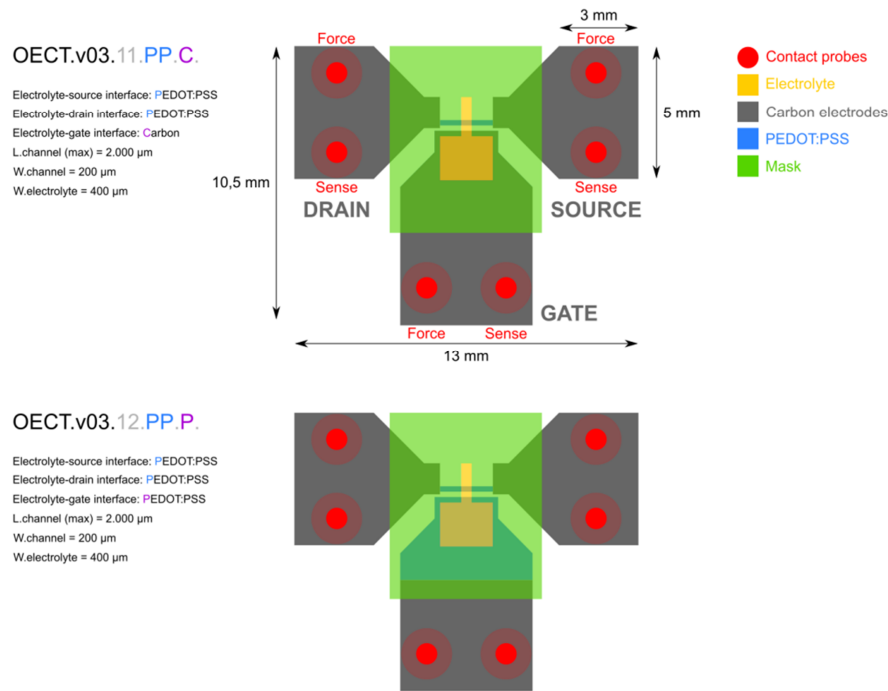 OECT.v03.11.PP.C.
Electrolyte-source interface: PEDOT:PSS
Electrolyte-drain interface: PEDOT:PSS
Electrolyte-gate interface: Carbon
L.channel (max) = 2.000 µm
W.channel = 200 µm
W.electrolyte = 400 µm
3 mm
Force
Force
5 mm
10,5 mm
Sense
Sense
DRAIN
SOURCE
GATE
Force
Sense
13 mm
Contact probes
Electrolyte
Carbon electrodes
PEDOT:PSS
Mask
OECT.v03.12.PP.P.
Electrolyte-source interface: PEDOT:PSS
Electrolyte-drain interface: PEDOT:PSS
Electrolyte-gate interface: PEDOT:PSS
L.channel (max) = 2.000 µm
W.channel = 200 µm
W.electrolyte = 400 µm